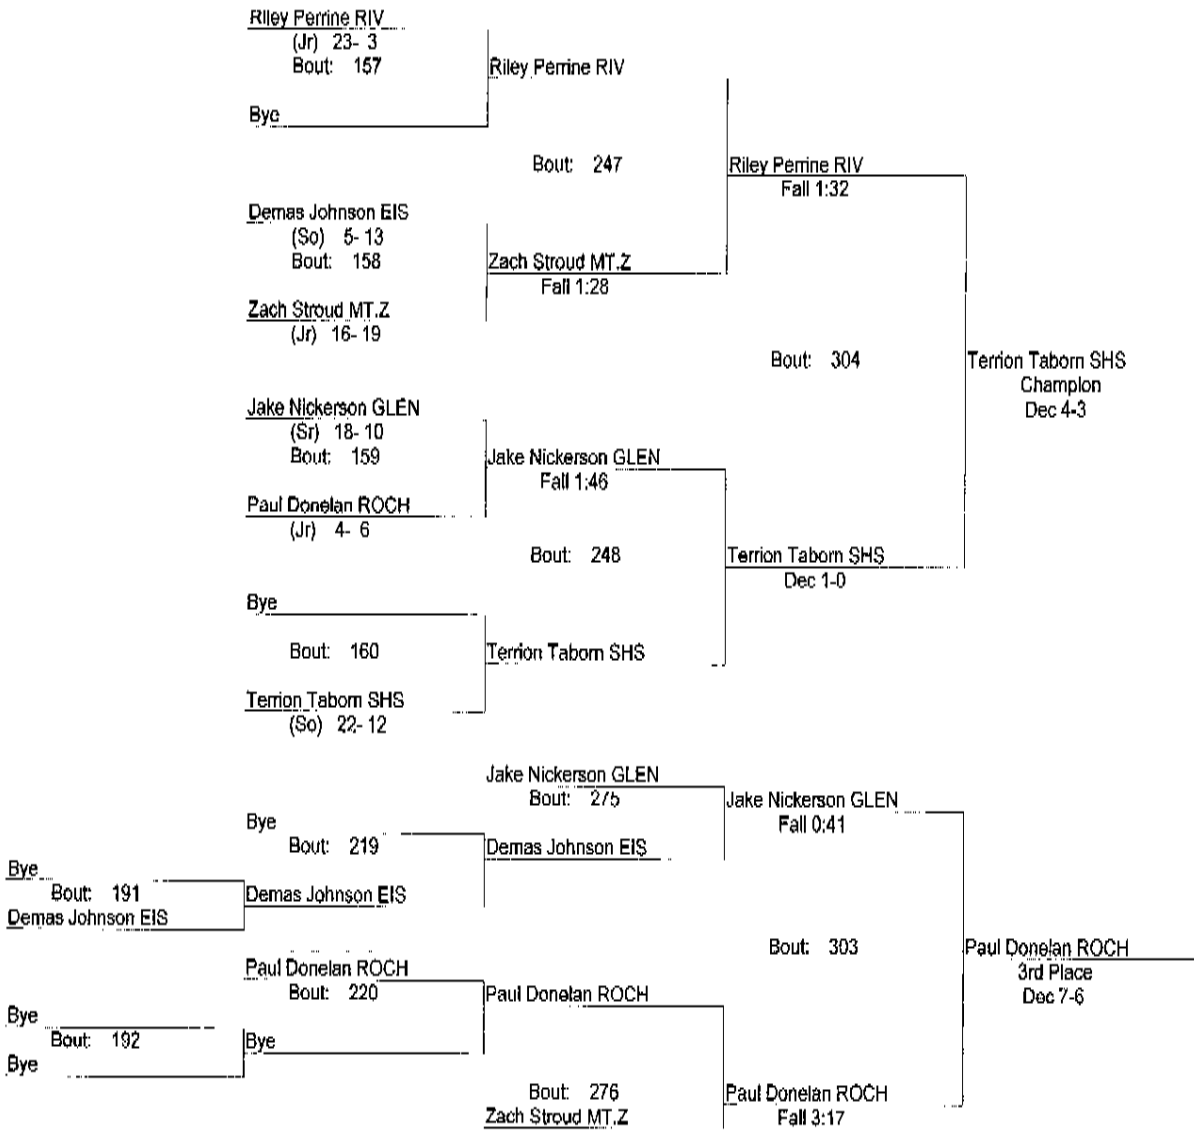 Riley Perrine RIV
(Jr) 23- 3
Bout: 157
Riley Perrine RIV
Bye
Bout: 247
Riley Perrine RIV
Fall 1:32
Demas Johnson EIS
(So) 5- 13
Bout: 158
Zach Stroud MT.Z
Fall 1:28
Zach Stroud MT.Z
(Jr) 16- 19
Bout: 304
Terrion Taborn SHS
Champion
Dec 4-3
Jake Nickerson GLEN
(Sr) 18- 10
Bout: 159
Jake Nickerson GLEN
Fall 1:46
Paul Donelan ROCH
(Jr) 4- 6
Bout: 248
Terrion Taborn SHS
Dec 1-0
Bye
Bout: 160
Terrion Taborn SHS
Terrion Taborn SHS
(So) 22- 12
Jake Nickerson GLEN
Bout: 275
Jake Nickerson GLEN
Fall 0:41
Bye
Bout: 219
Demas Johnson EIS
Bye
Bout: 191
Demas Johnson EIS
Demas Johnson EIS
Bout: 303
Paul Donelan ROCH
3rd Place
Dec 7-6
Paul Donelan ROCH
Bout: 220
Paul Donelan ROCH
Bye
Bout: 192
Bye
Bye
Bout: 276
Zach Stroud MT.Z
Paul Donelan ROCH
Fall 3:17